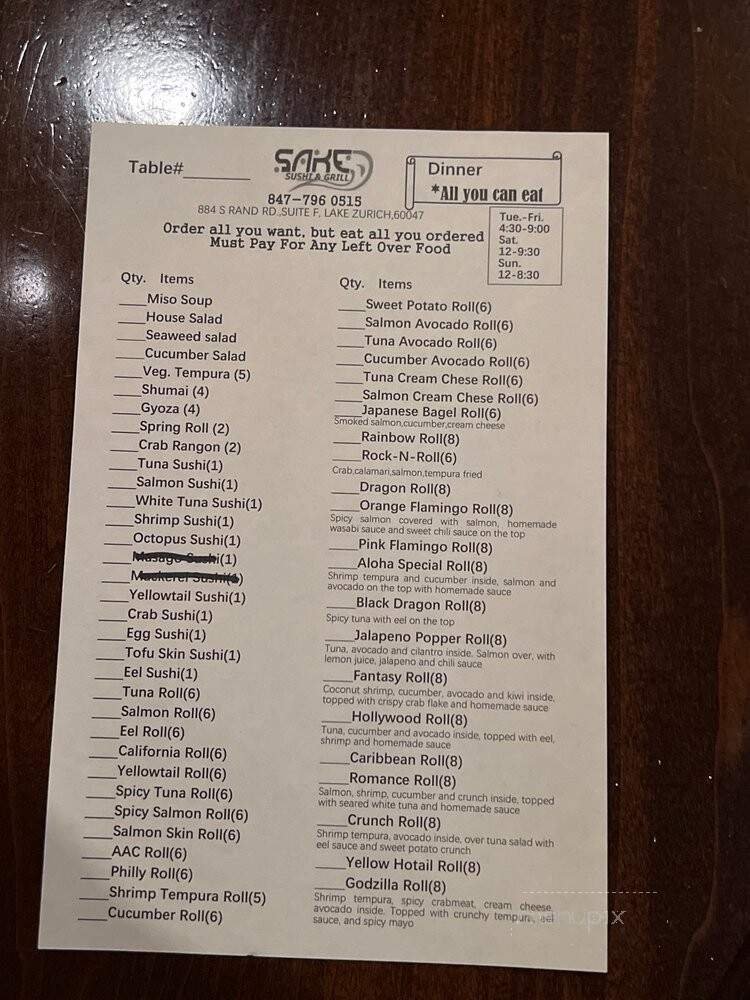 Table#______
SAKE
SUSHI & GRILL
Dinner
*All you can eat
847-796 0515
884 S RAND RD.,SUITE F, LAKE ZURICH,60047
Order all you want, but eat all you ordered
Must Pay For Any Left Over Food
Tue.-Fri.
4:30-9:00
Sat.
12-9:30
Sun.
12-8:30
Qty. Items
____Miso Soup
____House Salad
____Seaweed salad
____Cucumber Salad
____Veg. Tempura (5)
____Shumai (4)
____Gyoza (4)
____Spring Roll (2)
____Crab Rangon (2)
____Tuna Sushi(1)
____Salmon Sushi(1)
____White Tuna Sushi(1)
____Shrimp Sushi(1)
____Octopus Sushi(1)
____Masago Sushi(1)
____Mackerel Sushi(1)
____Yellowtail Sushi(1)
____Crab Sushi(1)
____Egg Sushi(1)
____Tofu Skin Sushi(1)
____Eel Sushi(1)
____Tuna Roll(6)
____Salmon Roll(6)
____Eel Roll(6)
____California Roll(6)
____Yellowtail Roll(6)
____Spicy Tuna Roll(6)
____Spicy Salmon Roll(6)
____Salmon Skin Roll(6)
____AAC Roll(6)
____Philly Roll(6)
____Shrimp Tempura Roll(5)
____Cucumber Roll(6)
Qty. Items
____Sweet Potato Roll(6)
____Salmon Avocado Roll(6)
____Tuna Avocado Roll(6)
____Cucumber Avocado Roll(6)
____Tuna Cream Chese Roll(6)
____Salmon Cream Chese Roll(6)
____Japanese Bagel Roll(6)
Smoked salmon,cucumber,cream cheese
____Rainbow Roll(8)
____Rock-N-Roll(6)
Crab,calamari,salmon,tempura fried
____Dragon Roll(8)
____Orange Flamingo Roll(8)
Spicy salmon covered with salmon, homemade
wasabi sauce and sweet chili sauce on the top
____Pink Flamingo Roll(8)
____Aloha Special Roll(8)
Shrimp tempura and cucumber inside, salmon and
avocado on the top with homemade sauce
____Black Dragon Roll(8)
Spicy tuna with eel on the top
____Jalapeno Popper Roll(8)
Tuna, avocado and cilantro inside. Salmon over, with
lemon juice, jalapeno and chili sauce
____Fantasy Roll(8)
Coconut shrimp, cucumber, avocado and kiwi inside,
topped with crispy crab flake and homemade sauce
____Hollywood Roll(8)
Tuna, cucumber and avocado inside, topped with eel,
shrimp and homemade sauce
____Caribbean Roll(8)
____Romance Roll(8)
Salmon, shrimp, cucumber and crunch inside, topped
with seared white tuna and homemade sauce
____Crunch Roll(8)
Shrimp tempura, avocado inside, over tuna salad with
eel sauce and sweet potato crunch
____Yellow Hotail Roll(8)
____Godzilla Roll(8)
Shrimp tempura, spicy crabmeat, cream cheese,
avocado inside. Topped with crunchy tempura, eel
sauce, and spicy mayo